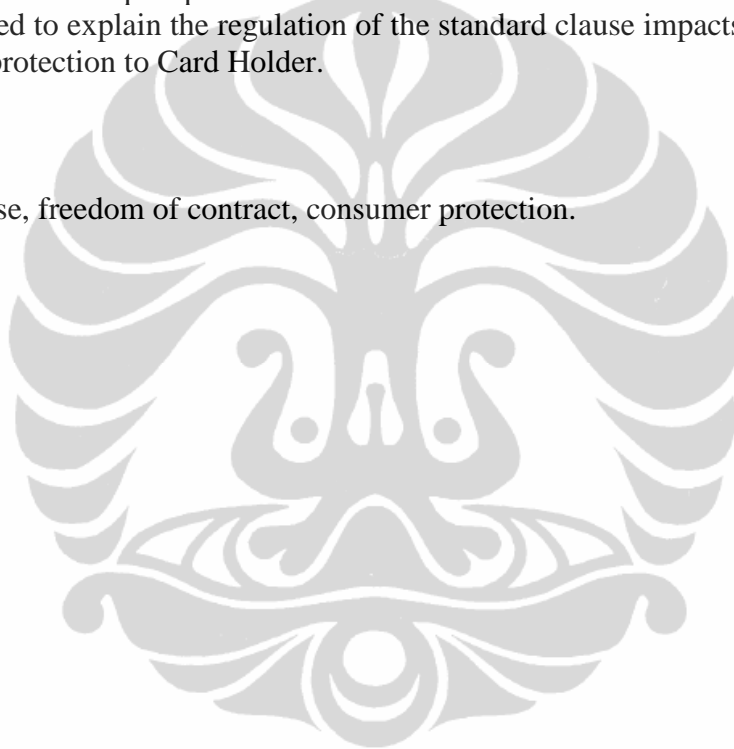 ed to explain the regulation of the standard clause impacts
protection to Card Holder.
se, freedom of contract, consumer protection.